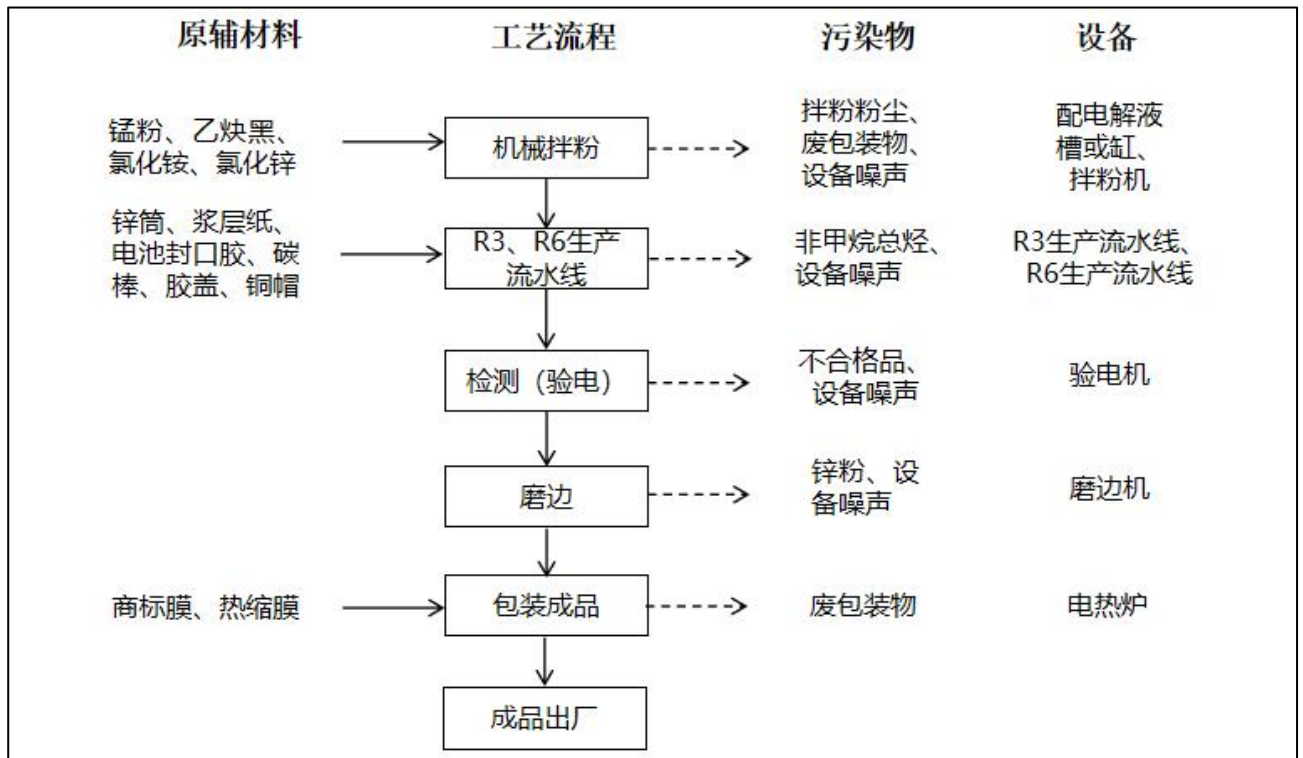 原辅材料
工艺流程
污染物
设备
锰粉、乙炔黑、
氯化铵、氯化锌
机械拌粉
拌粉粉尘、
废包装物、
设备噪声
配电解液
槽或缸、
拌粉机
锌筒、浆层纸、
电池封口胶、碳
棒、胶盖、铜帽
R3、R6生产
流水线
非甲烷总烃、
设备噪声
R3生产流水线、
R6生产流水线
检测（验电）
不合格品、
设备噪声
验电机
磨边
锌粉、设
备噪声
磨边机
商标膜、热缩膜
包装成品
废包装物
电热炉
成品出厂